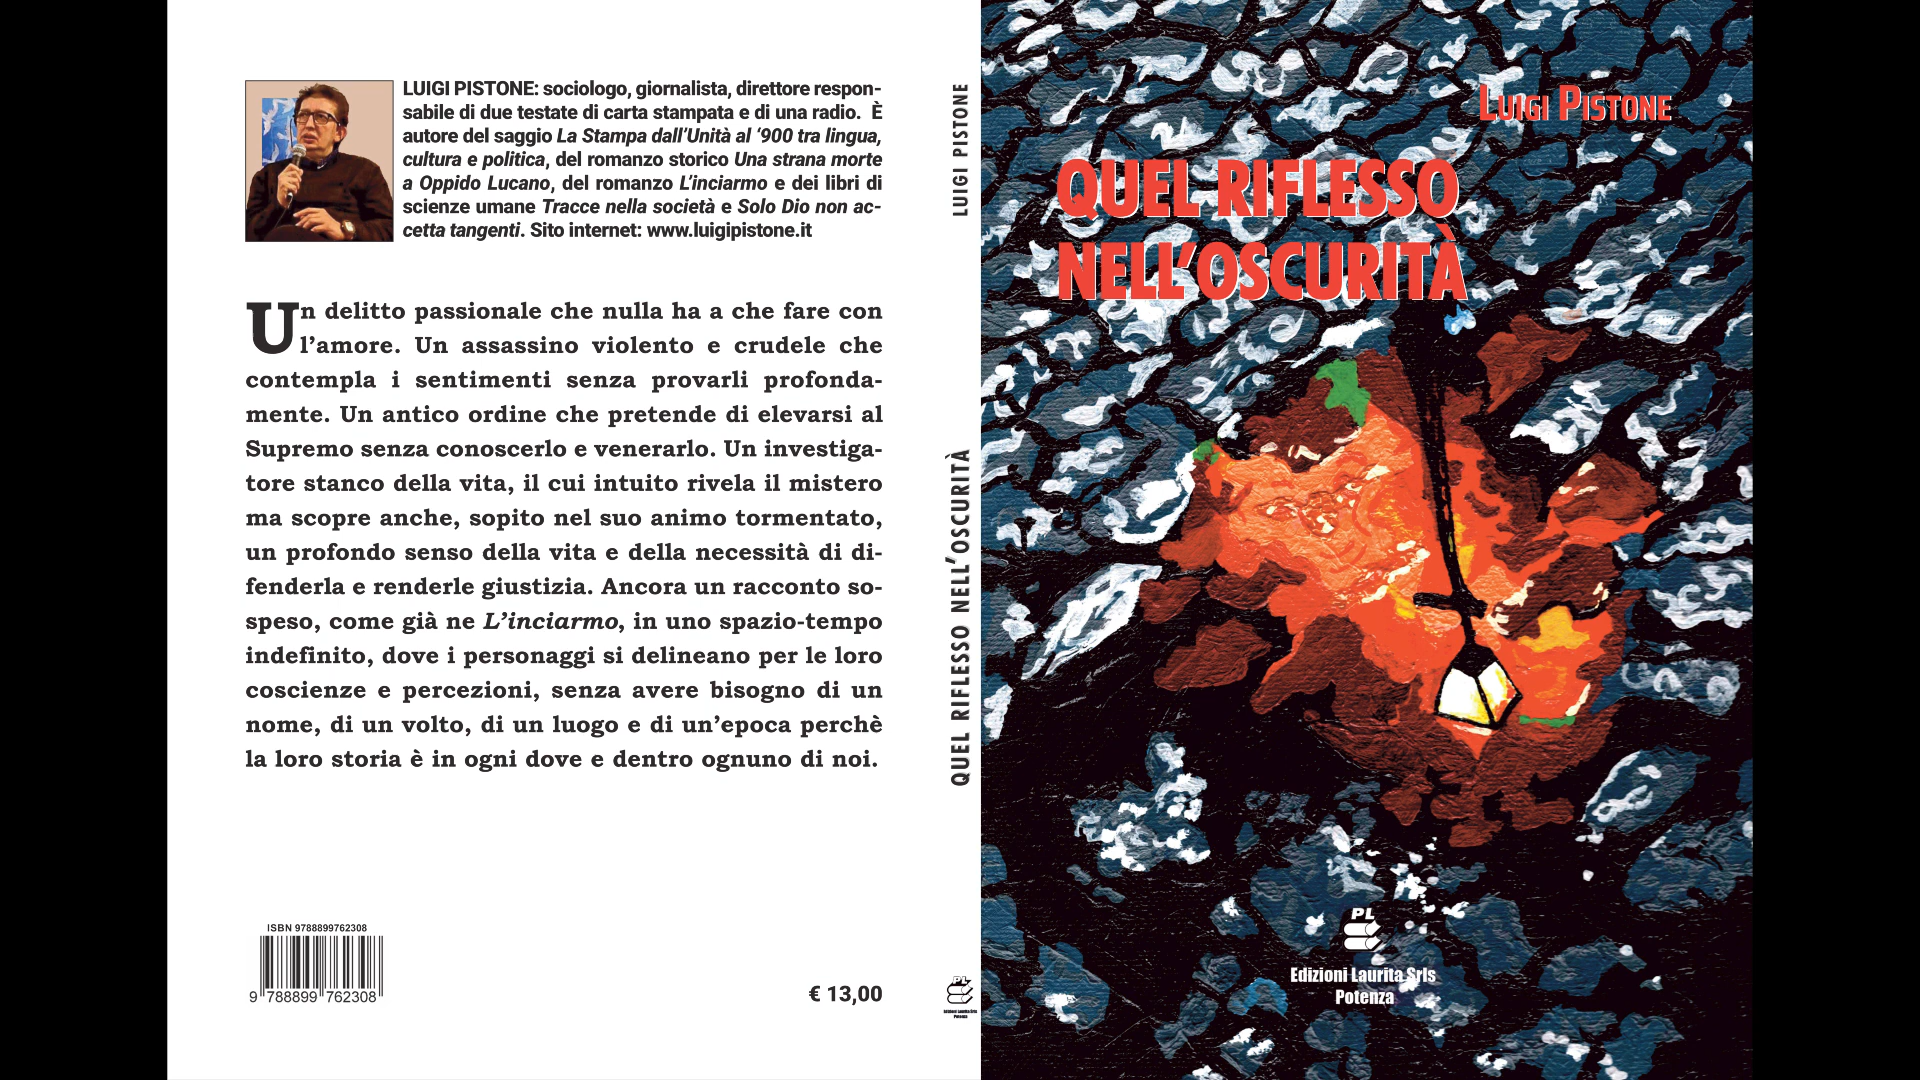 LUIGI PISTONE: sociologo, giornalista, direttore respon-
sabile di due testate di carta stampata e di una radio. È
autore del saggio La Stampa dall'Unità al '900 tra lingua,
cultura e politica, del romanzo storico Una strana morte
a Oppido Lucano, del romanzo L'inciarmo e dei libri di
scienze umane Tracce nella società e Solo Dio non ac-
cetta tangenti. Sito internet: www.luigipistone.it
Un delitto passionale che nulla ha a che fare con
l'amore. Un assassino violento e crudele che
contempla i sentimenti senza provarli profonda-
mente. Un antico ordine che pretende di elevarsi al
Supremo senza conoscerlo e venerarlo. Un investiga-
tore stanco della vita, il cui intuito rivela il mistero
ma scopre anche, sopito nel suo animo tormentato,
un profondo senso della vita e della necessità di di-
fenderla e renderle giustizia. Ancora un racconto so-
speso, come già ne L'inciarmo, in uno spazio-tempo
indefinito, dove i personaggi si delineano per le loro
coscienze e percezioni, senza avere bisogno di un
nome, di un volto, di un luogo e di un'epoca perchè
la loro storia è in ogni dove e dentro ognuno di noi.
ISBN 9788899762308
9 788899 762308
€ 13,00
LUIGI PISTONE
QUEL RIFLESSO NELL'OSCURITÀ
PL
Edizioni Laurita Srls
Potenza
LUIGI PISTONE
QUEL RIFLESSO
NELL'OSCURITÀ
PL
Edizioni Laurita Srls
Potenza